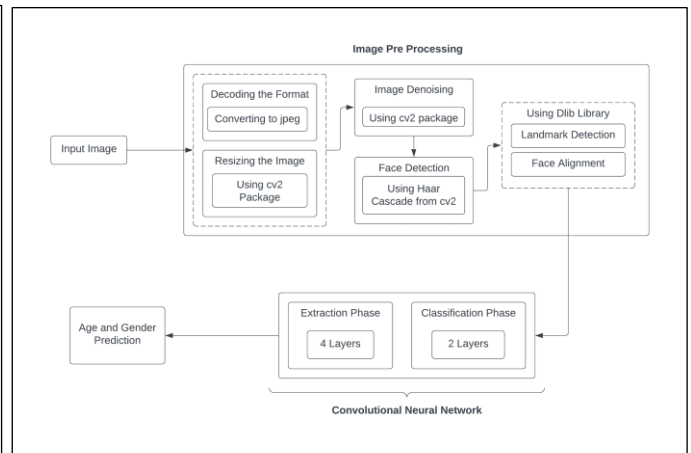 Image Pre Processing
Input Image
Decoding the Format
Converting to jpeg
Resizing the Image
Using cv2
Package
Image Denoising
Using cv2 package
Face Detection
Using Haar
Cascade from cv2
Using Dlib Library
Landmark Detection
Face Alignment
Age and Gender
Prediction
Extraction Phase
4 Layers
Classification Phase
2 Layers
Convolutional Neural Network